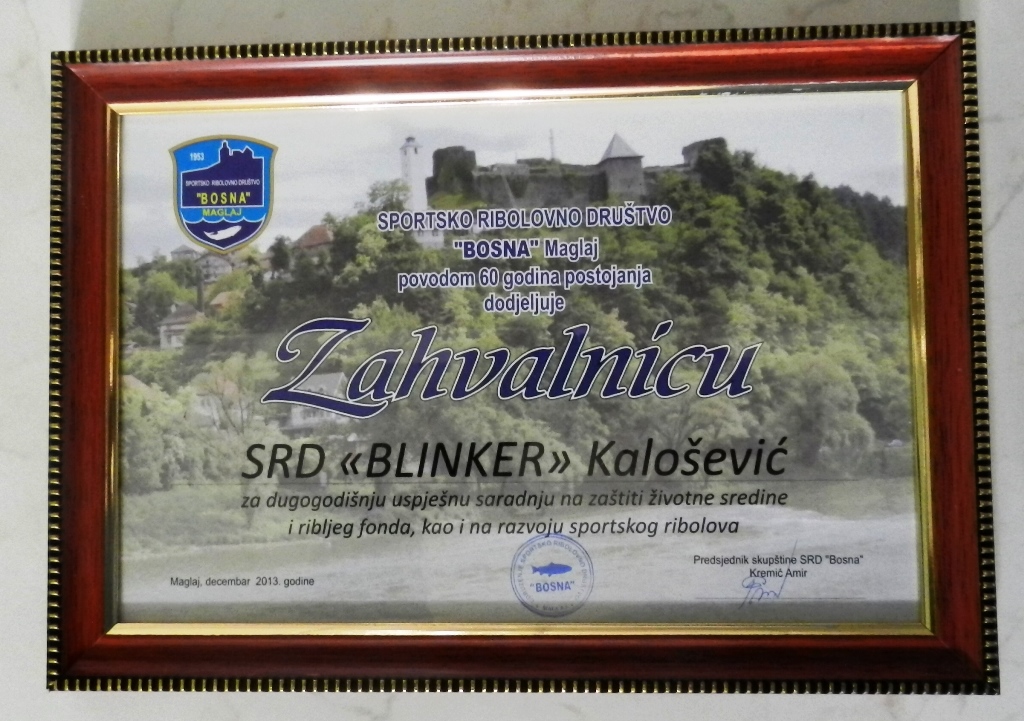 1953
SPORTSKO RIBOLOVNO DRUŠTVO
"BOSNA"
MAGLAJ
SPORTSKO RIBOLOVNO DRUŠTVO
"BOSNA" Maglaj
povodom 60 godina postojanja
dodjeljuje
Zahvalnicu
SRD «BLINKER» Kalošević
za dugogodišnju uspješnu saradnju na zaštiti životne sredine
i ribljeg fonda, kao i na razvoju sportskog ribolova
Predsjednik skupštine SRD "Bosna"
Kremić Amir
Maglaj, decembar 2013. godine
"BOSNA"